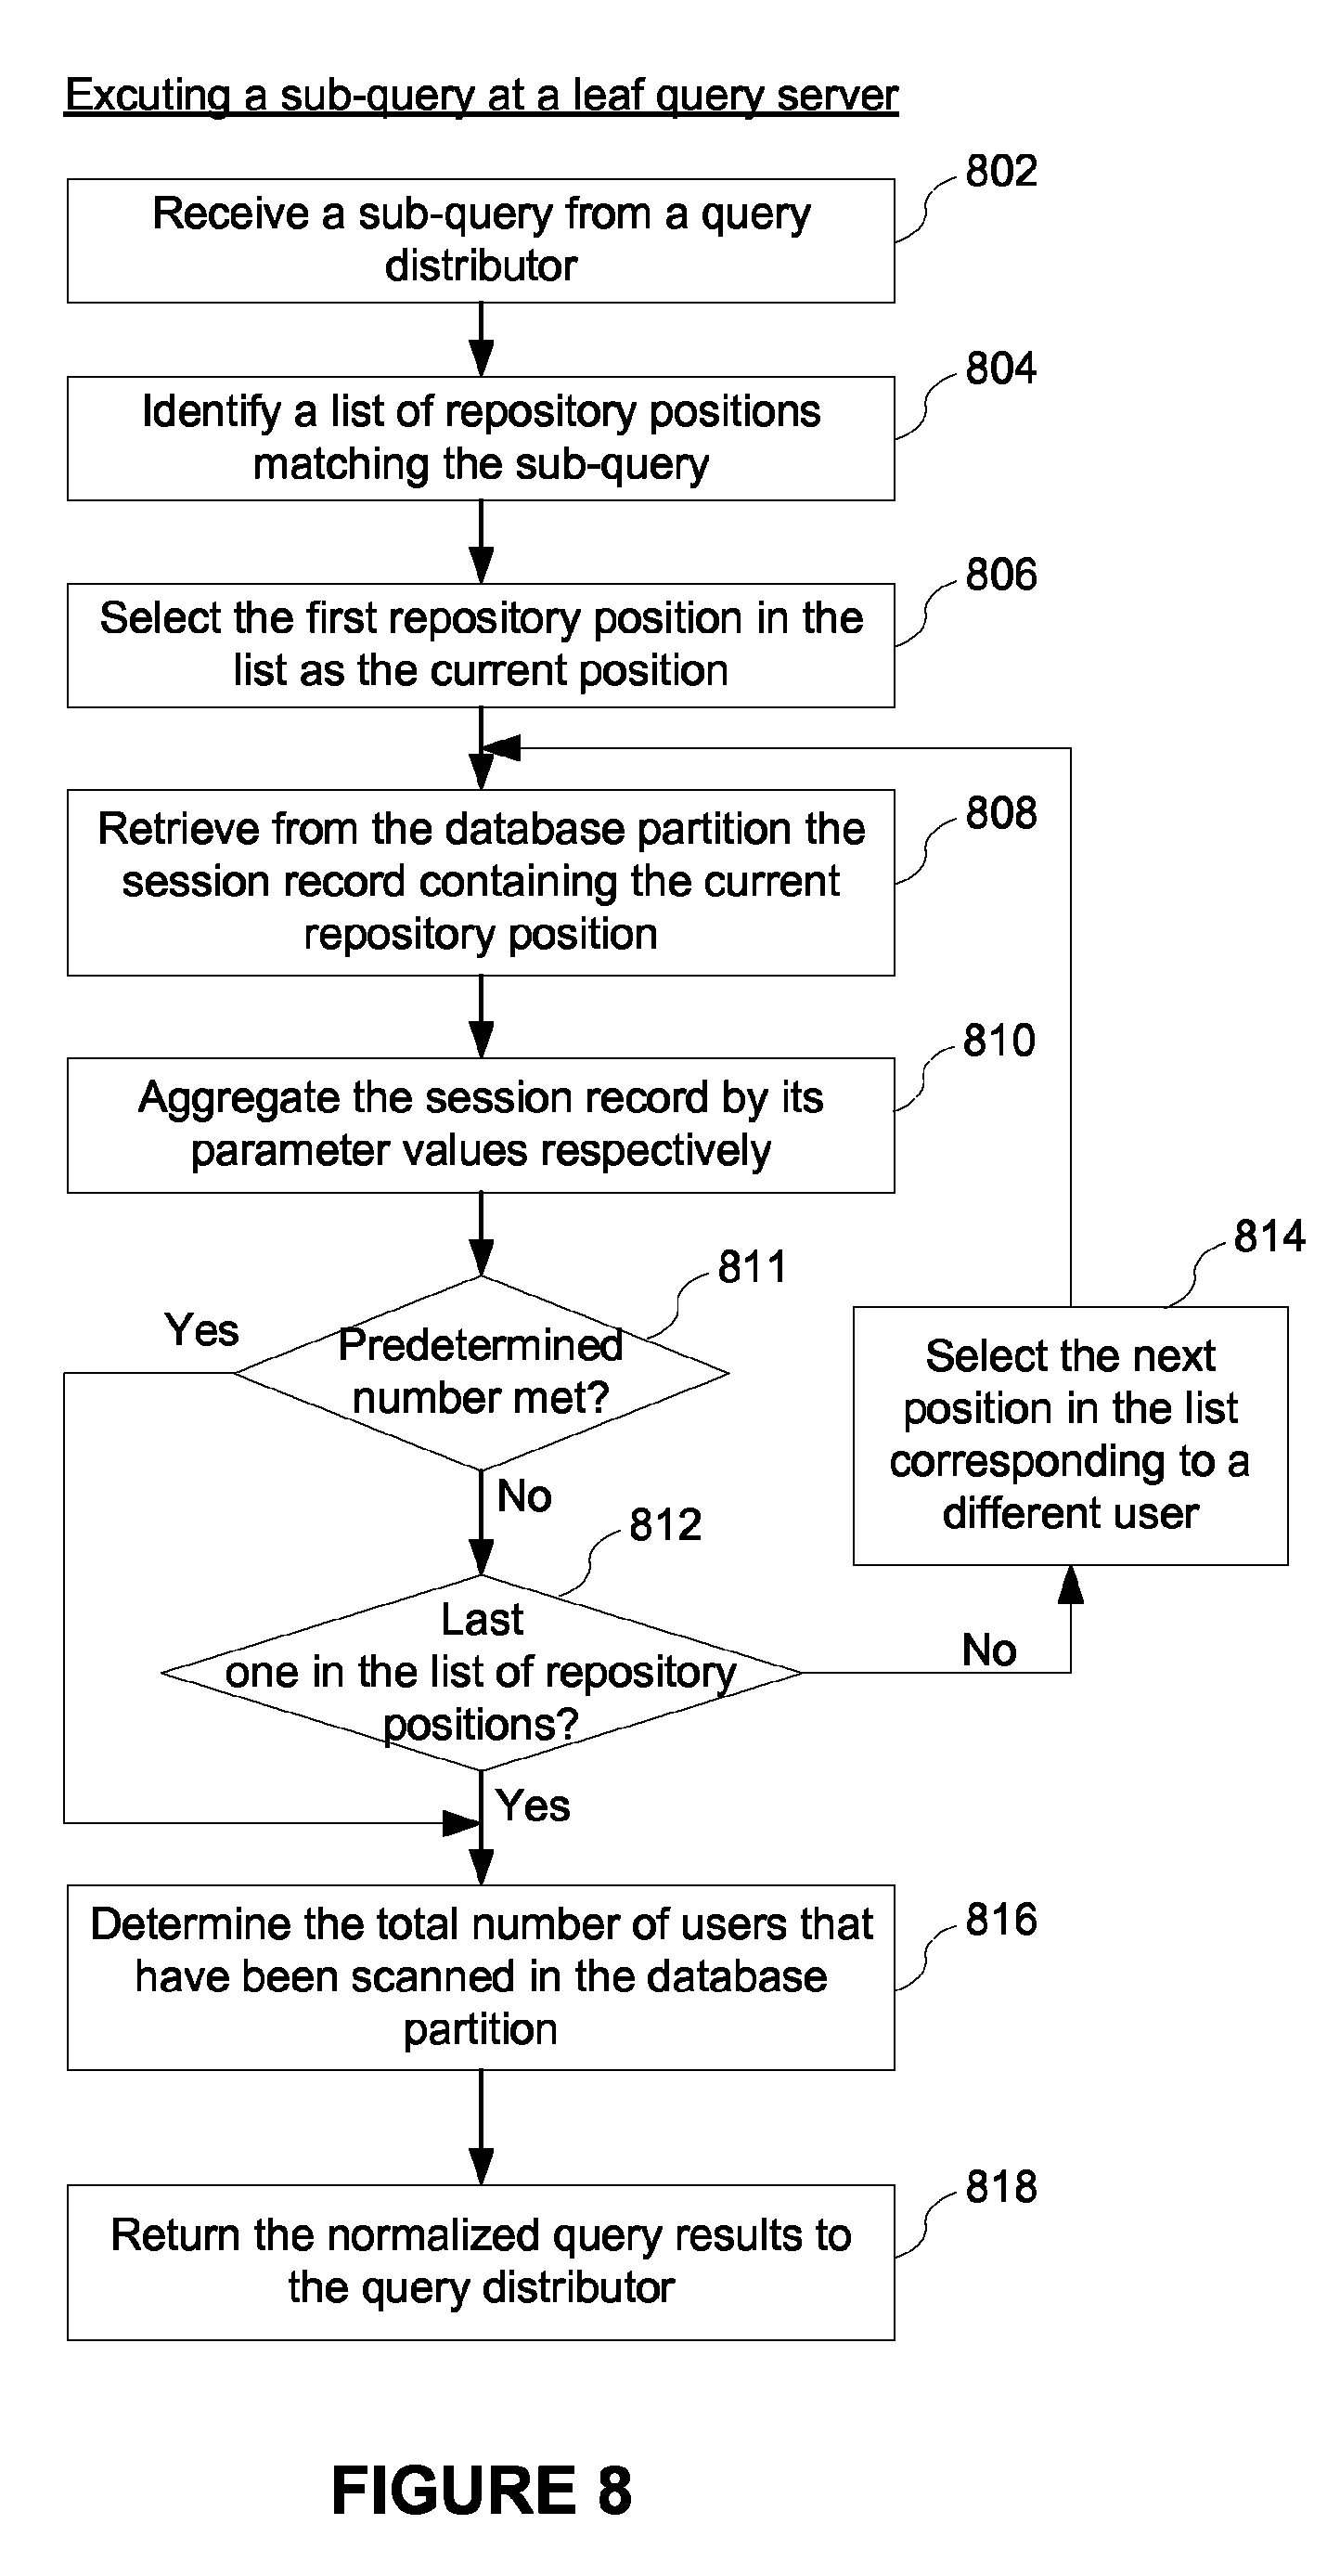 Excuting a sub-query at a leaf query server
802
Receive a sub-query from a query
distributor
804
Identify a list of repository positions
matching the sub-query
806
Select the first repository position in the
list as the current position
808
Retrieve from the database partition the
session record containing the current
repository position
810
Aggregate the session record by its
parameter values respectively
811
Yes
Predetermined
number met?
No
814
Select the next
position in the list
corresponding to a
different user
812
Last
one in the list of repository
positions?
No
Yes
816
Determine the total number of users that
have been scanned in the database
partition
818
Return the normalized query results to
the query distributor
FIGURE 8